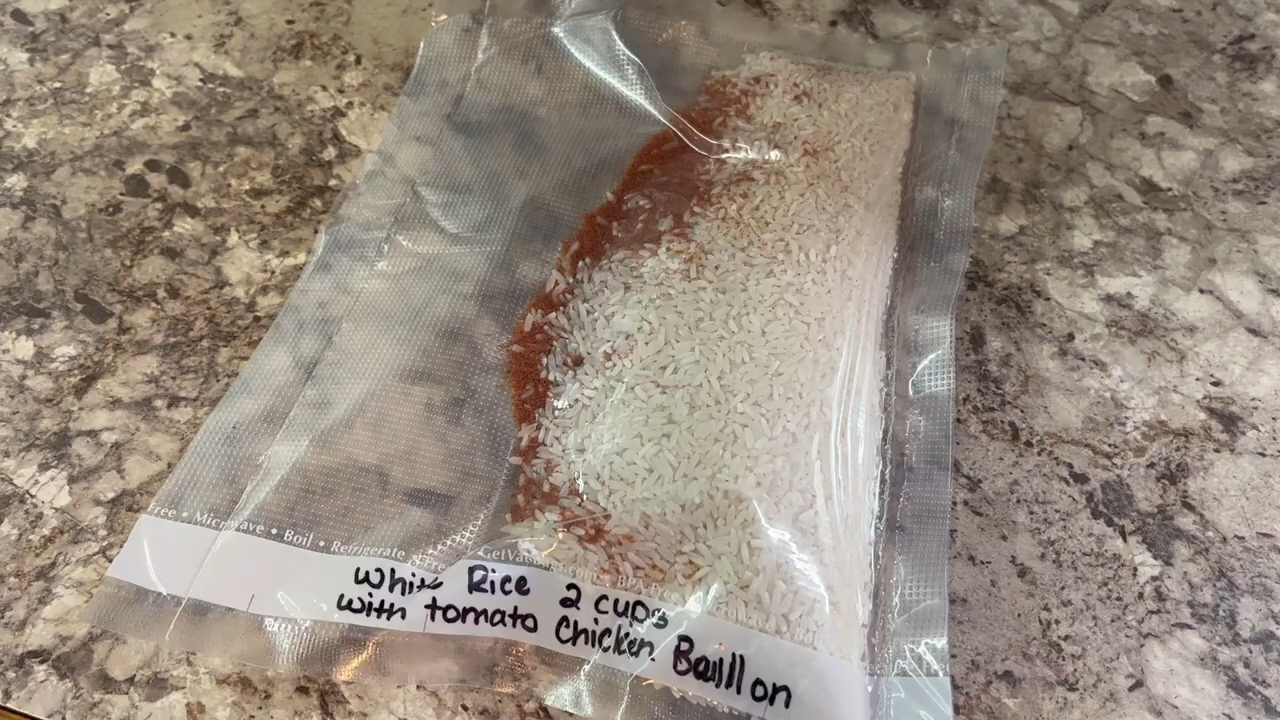 Free • Microwave • Boil • Refrigerate
White Rice 2 cups
with tomato Chicken Baullon